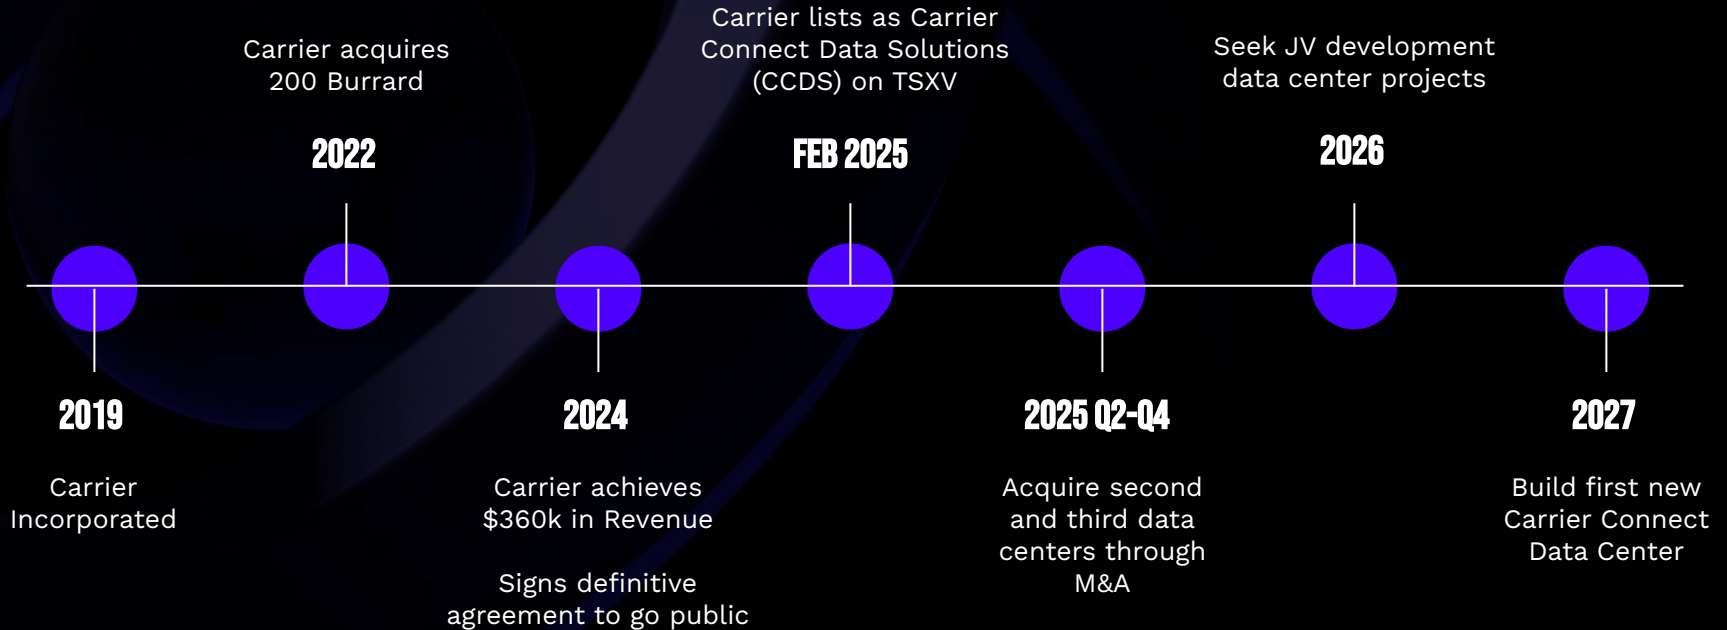 Carrier acquires
200 Burrard
2022
Carrier lists as Carrier
Connect Data Solutions
(CCDS) on TSXV
FEB 2025
Seek JV development
data center projects
2026
2019
Carrier
Incorporated
2024
Carrier achieves
$360k in Revenue
Signs definitive
agreement to go public
2025 Q2-Q4
Acquire second
and third data
centers through
M&A
2027
Build first new
Carrier Connect
Data Center